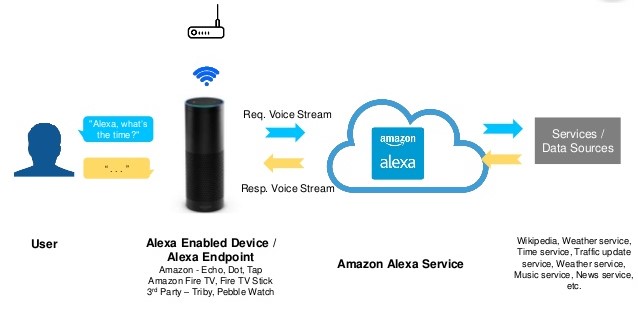 "Alexa, what's
the time?"
". . ."
Req. Voice Stream
Resp. Voice Stream
amazon
alexa
Services /
Data Sources
User
Alexa Enabled Device /
Alexa Endpoint
Amazon - Echo, Dot, Tap
Amazon Fire TV, Fire TV Stick
3rd Party – Triby, Pebble Watch
Amazon Alexa Service
Wikipedia, Weather service,
Time service, Traffic update
service, Weather service,
Music service, News service,
etc.